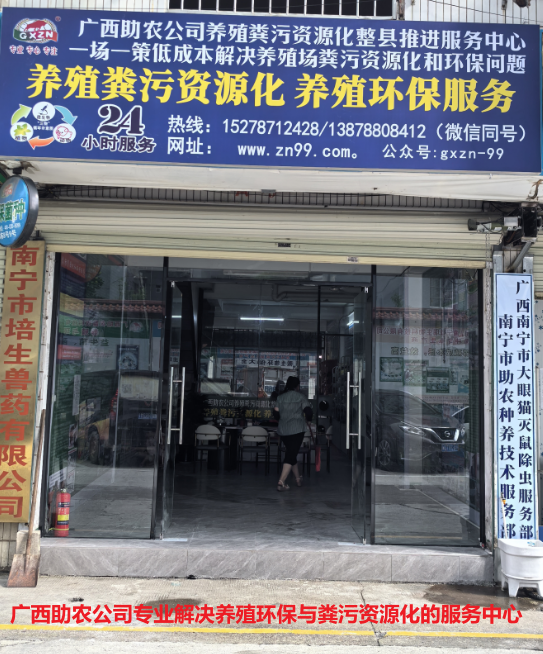 GXZN
专业 专心 专注
广西助农公司养殖粪污资源化整县推进服务中心
一场一策低成本解决养殖场粪污资源化和环保问题
养殖粪污资源化 养殖环保服务
24
小时服务
热线：15278712428/13878808412（微信同号）
网址： www.zn99.com。 公众号:gxzn-99
南宁市培生兽药有限公司
广西南宁市大眼猫灭鼠除虫服务部
南宁市助农种养技术服务部
广西助农公司专业解决养殖环保与粪污资源化的服务中心